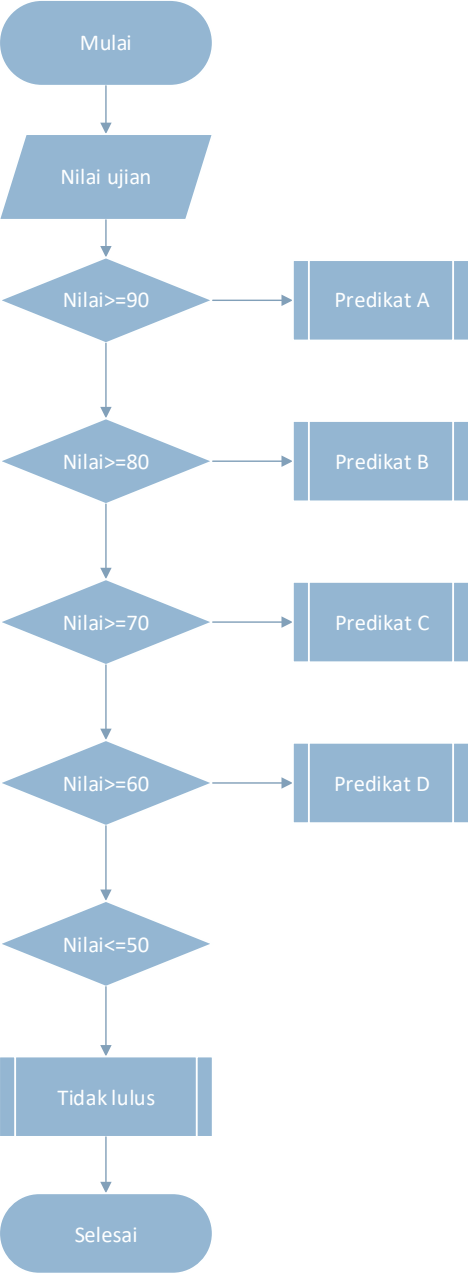 Mulai
Nilai ujian
Nilai>=90
Predikat A
Nilai>=80
Predikat B
Nilai>=70
Predikat C
Nilai>=60
Predikat D
Nilai<=50
Tidak lulus
Selesai